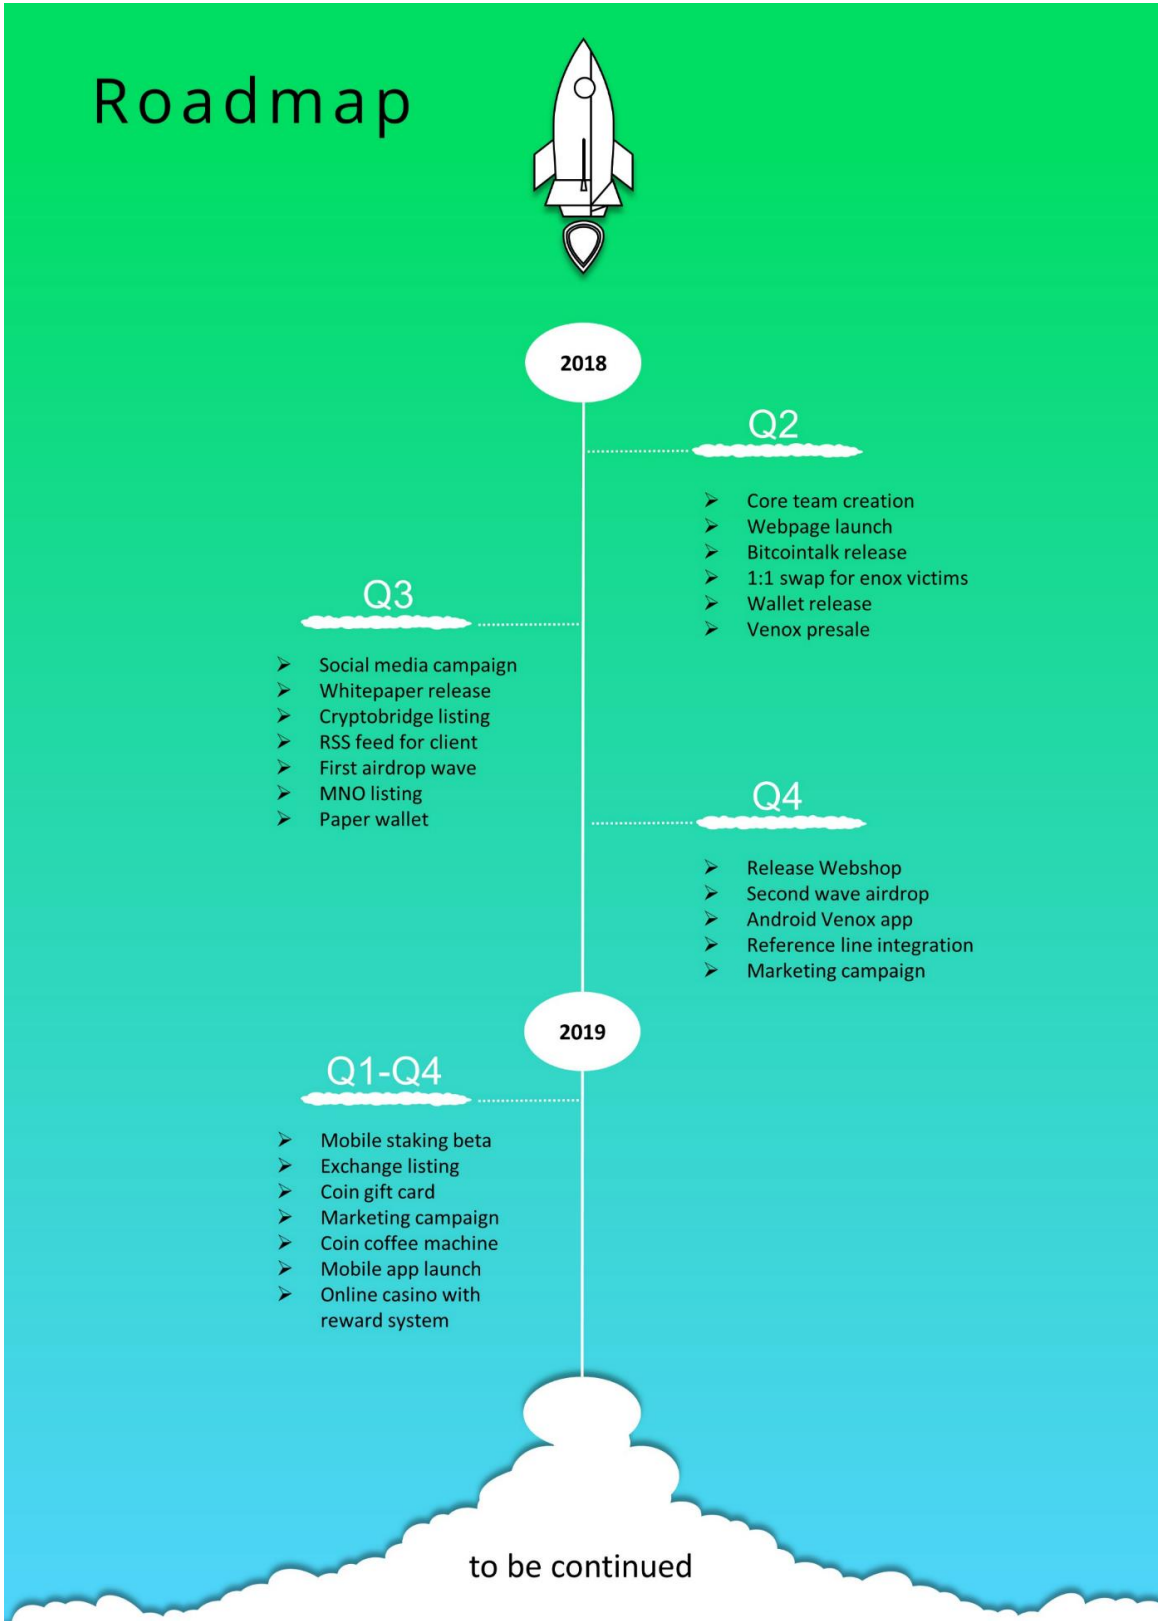 Roadmap
2018
Q2
➢ Core team creation
➢ Webpage launch
➢ Bitcointalk release
➢ 1:1 swap for enox victims
➢ Wallet release
➢ Venox presale
Q3
➢ Social media campaign
➢ Whitepaper release
➢ Cryptobridge listing
➢ RSS feed for client
➢ First airdrop wave
➢ MNO listing
➢ Paper wallet
Q4
➢ Release Webshop
➢ Second wave airdrop
➢ Android Venox app
➢ Reference line integration
➢ Marketing campaign
2019
Q1-Q4
➢ Mobile staking beta
➢ Exchange listing
➢ Coin gift card
➢ Marketing campaign
➢ Coin coffee machine
➢ Mobile app launch
➢ Online casino with
reward system
to be continued